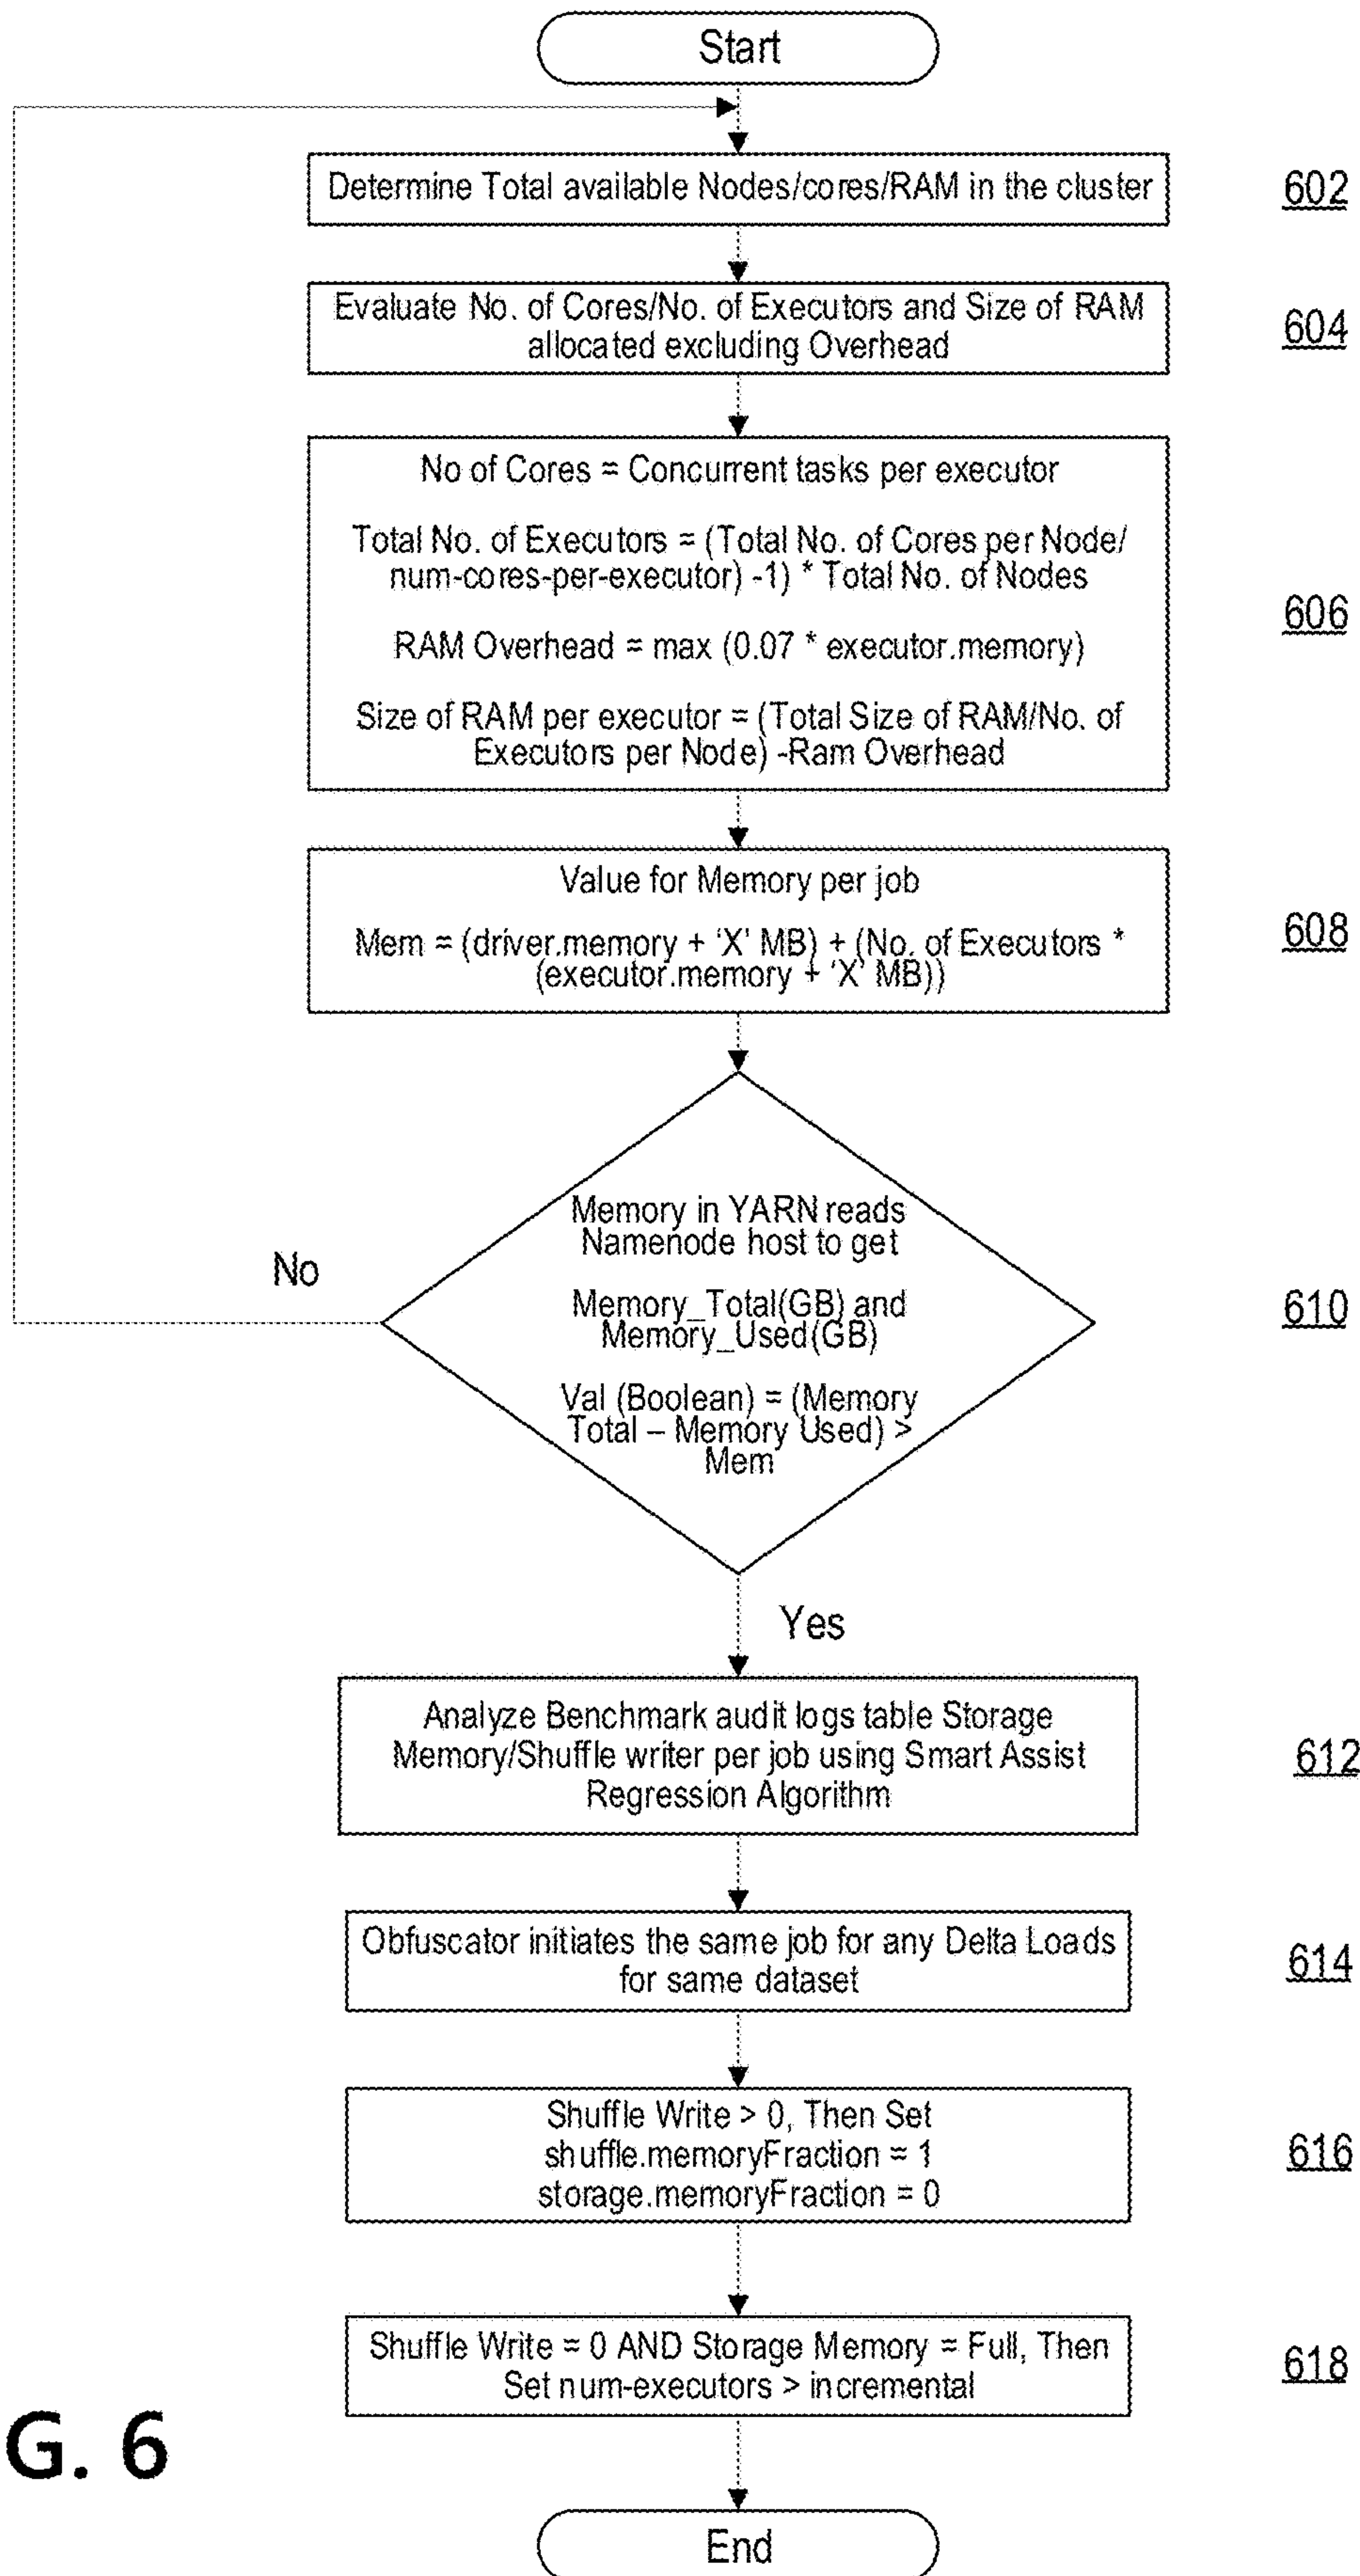 Start
Determine Total available Nodes/cores/RAM in the cluster
602
Evaluate No. of Cores/No. of Executors and Size of RAM
allocated excluding Overhead
604
No of Cores = Concurrent tasks per executor
Total No. of Executors = (Total No. of Cores per Node/
num-cores-per-executor) -1) * Total No. of Nodes
RAM Overhead = max (0.07 * executor.memory)
Size of RAM per executor = (Total Size of RAM/No. of
Executors per Node) -Ram Overhead
606
Value for Memory per job
Mem = (driver.memory + ‘X’ MB) + (No. of Executors *
(executor.memory + ‘X’ MB))
608
Memory in YARN reads
Namenode host to get
Memory_Total(GB) and
Memory_Used(GB)
Val (Boolean) = (Memory
Total – Memory Used) >
Mem
610
No
Yes
Analyze Benchmark audit logs table Storage
Memory/Shuffle writer per job using Smart Assist
Regression Algorithm
612
Obfuscator initiates the same job for any Delta Loads
for same dataset
614
Shuffle Write > 0, Then Set
shuffle.memoryFraction = 1
storage.memoryFraction = 0
616
Shuffle Write = 0 AND Storage Memory = Full, Then
Set num-executors > incremental
618
G. 6
End